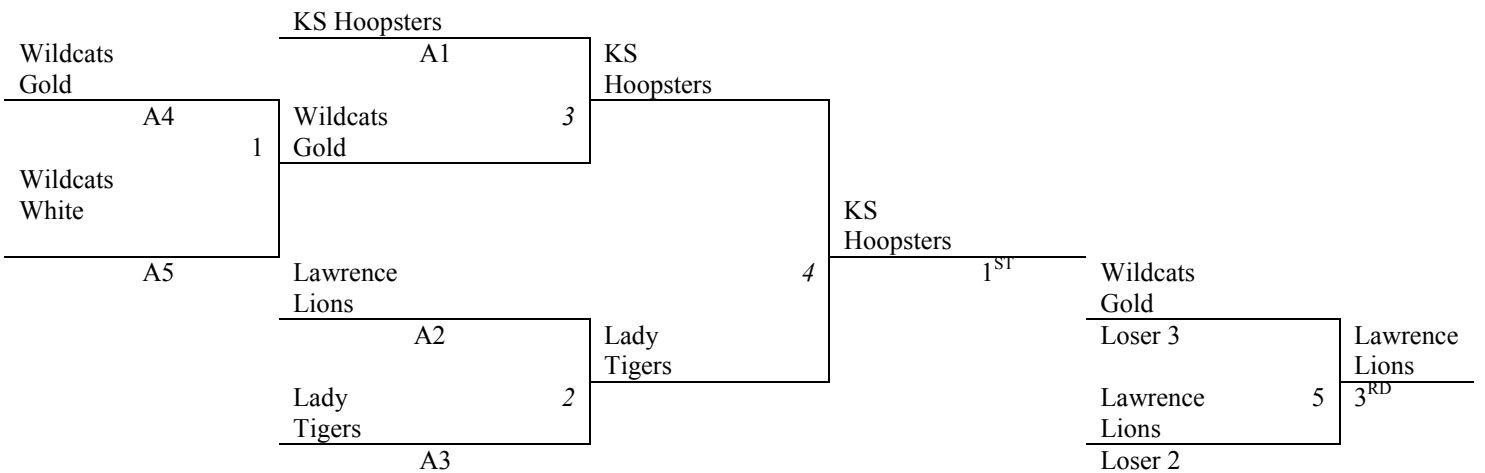 KS Hoopsters
A1
Wildcats
Gold
A4
1
Wildcats
White
A5
Wildcats
Gold
3
KS
Hoopsters
Lawrence
Lions
A2
Lady
Tigers
2
A3
Lady
Tigers
4
KS
Hoopsters
1ST
Wildcats
Gold
Loser 3
Lawrence
Lions
5
Loser 2
Lawrence
Lions
3RD